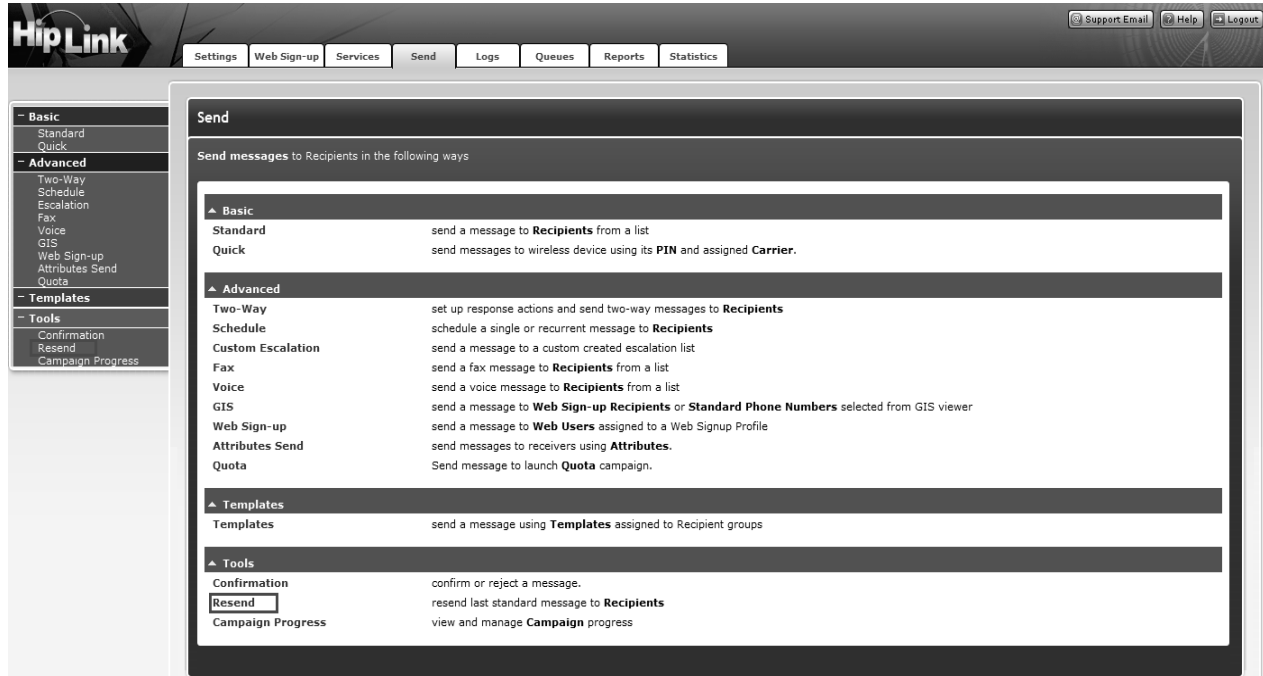 HipLink
Support Email Help Logout
Settings Web Sign-up Services Send Logs Queues Reports Statistics
− Basic
Standard
Quick
− Advanced
Two-Way
Schedule
Escalation
Fax
Voice
GIS
Web Sign-up
Attributes Send
Quota
− Templates
− Tools
Confirmation
Resend
Campaign Progress
Send
Send messages to Recipients in the following ways
Basic
Standard send a message to Recipients from a list
Quick send messages to wireless device using its PIN and assigned Carrier.
Advanced
Two-Way set up response actions and send two-way messages to Recipients
Schedule schedule a single or recurrent message to Recipients
Custom Escalation send a message to a custom created escalation list
Fax send a fax message to Recipients from a list
Voice send a voice message to Recipients from a list
GIS send a message to Web Sign-up Recipients or Standard Phone Numbers selected from GIS viewer
Web Sign-up send a message to Web Users assigned to a Web Signup Profile
Attributes Send send messages to receivers using Attributes.
Quota Send message to launch Quota campaign.
Templates
Templates send a message using Templates assigned to Recipient groups
Tools
Confirmation confirm or reject a message.
Resend resend last standard message to Recipients
Campaign Progress view and manage Campaign progress